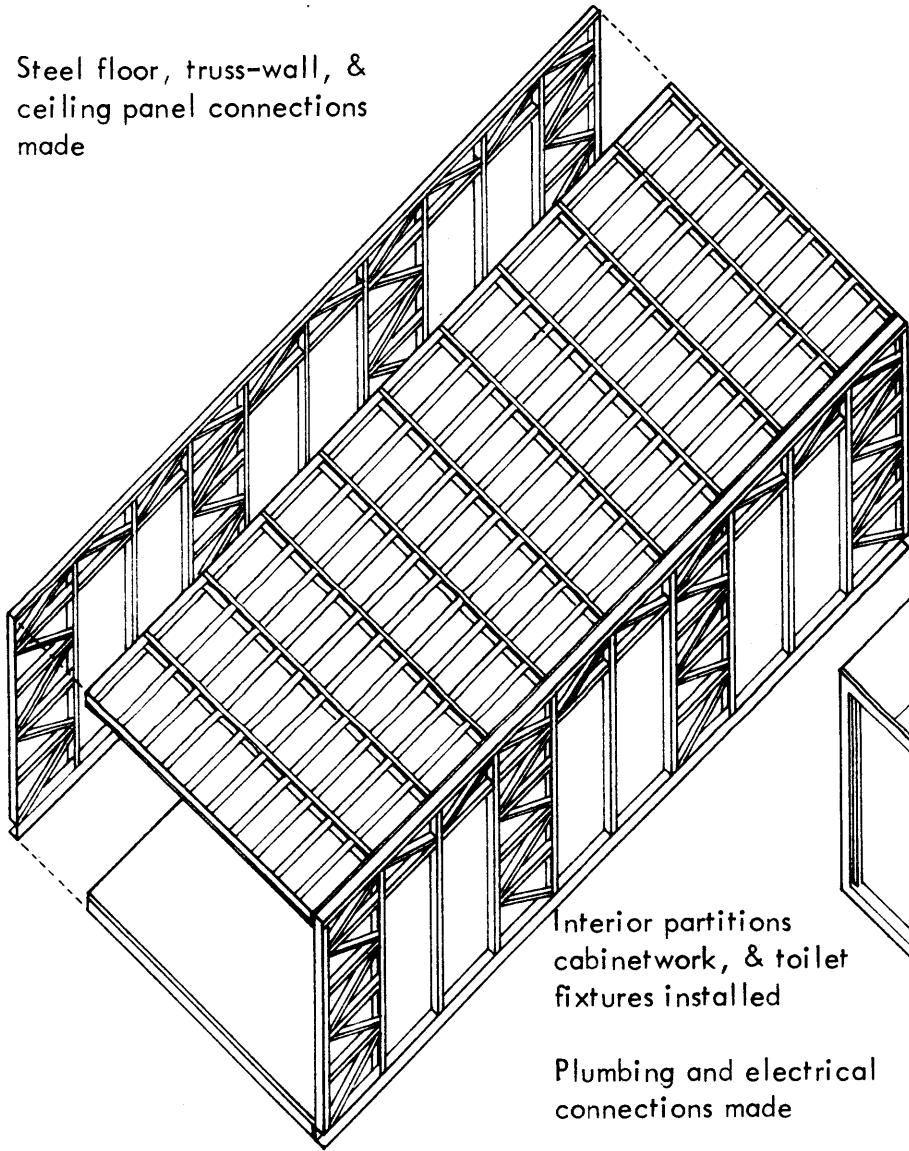 Steel floor, truss-wall, &
ceiling panel connections
made
Interior partitions
cabinetwork, & toilet
fixtures installed
Plumbing and electrical
connections made